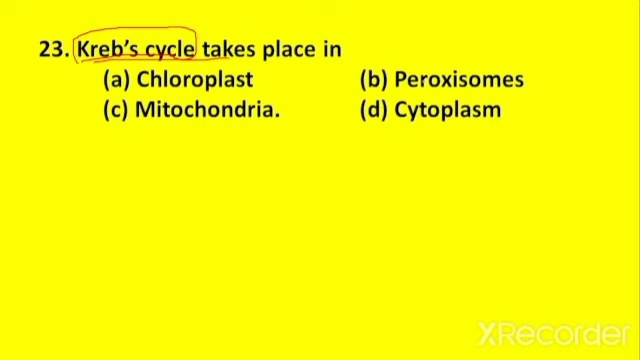 23. Kreb's cycle takes place in
(a) Chloroplast (b) Peroxisomes
(c) Mitochondria. (d) Cytoplasm
XRecorder